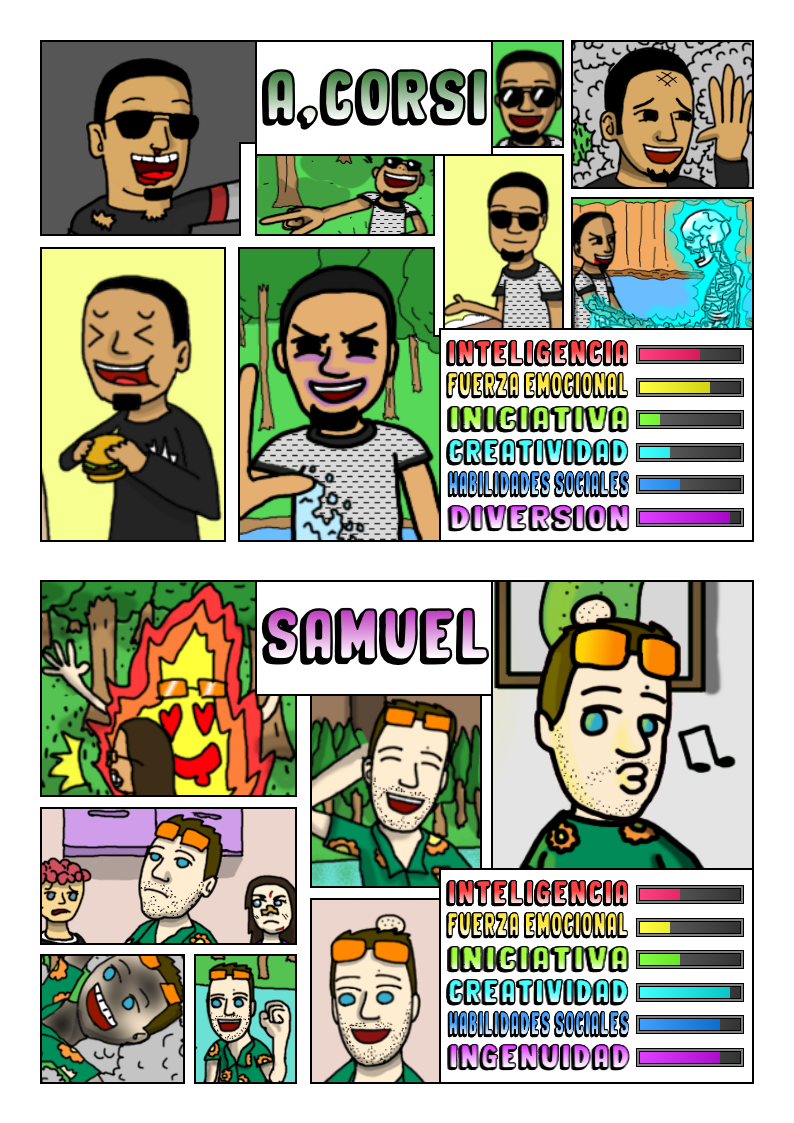 A,CORSI
INTELIGENCIA
FUERZA EMOCIONAL
INICIATIVA
CREATIVIDAD
HABILIDADES SOCIALES
DIVERSION
SAMUEL
INTELIGENCIA
FUERZA EMOCIONAL
INICIATIVA
CREATIVIDAD
HABILIDADES SOCIALES
INGENUIDAD